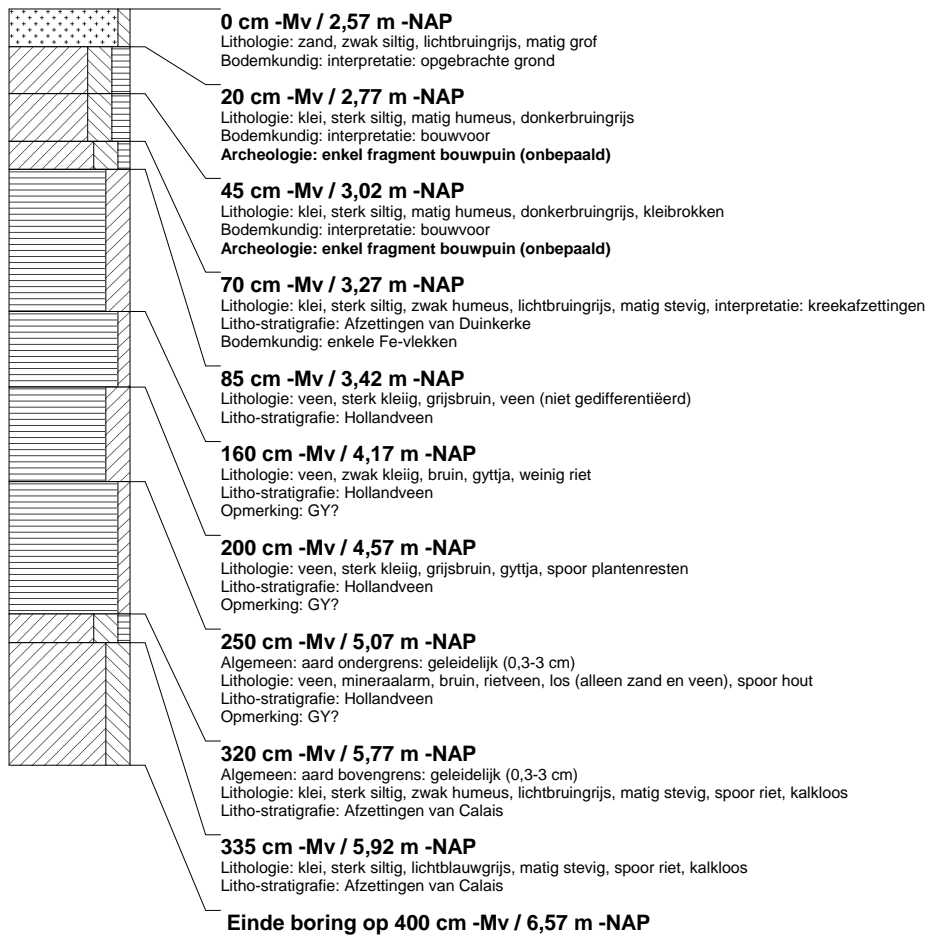 0 cm -Mv / 2,57 m -NAP
Lithologie: zand, zwak siltig, lichtbruingrijs, matig grof
Bodemkundig: interpretatie: opgebrachte grond
20 cm -Mv / 2,77 m -NAP
Lithologie: klei, sterk siltig, matig humeus, donkerbruingrijs
Bodemkundig: interpretatie: bouwvoor
Archeologie: enkel fragment bouwpuin (onbepaald)
45 cm -Mv / 3,02 m -NAP
Lithologie: klei, sterk siltig, matig humeus, donkerbruingrijs, kleibrokken
Bodemkundig: interpretatie: bouwvoor
Archeologie: enkel fragment bouwpuin (onbepaald)
70 cm -Mv / 3,27 m -NAP
Lithologie: klei, sterk siltig, zwak humeus, lichtbruingrijs, matig stevig, interpretatie: kreekafzettingen
Litho-stratigrafie: Afzettingen van Duinkerke
Bodemkundig: enkele Fe-vlekken
85 cm -Mv / 3,42 m -NAP
Lithologie: veen, sterk kleiig, grijsbruin, veen (niet gedifferentiëerd)
Litho-stratigrafie: Hollandveen
160 cm -Mv / 4,17 m -NAP
Lithologie: veen, zwak kleiig, bruin, gyttja, weinig riet
Litho-stratigrafie: Hollandveen
Opmerking: GY?
200 cm -Mv / 4,57 m -NAP
Lithologie: veen, sterk kleiig, grijsbruin, gyttja, spoor plantenresten
Litho-stratigrafie: Hollandveen
Opmerking: GY?
250 cm -Mv / 5,07 m -NAP
Algemeen: aard ondergrens: geleidelijk (0,3-3 cm)
Lithologie: veen, mineraalarm, bruin, rietveen, los (alleen zand en veen), spoor hout
Litho-stratigrafie: Hollandveen
Opmerking: GY?
320 cm -Mv / 5,77 m -NAP
Algemeen: aard bovengrens: geleidelijk (0,3-3 cm)
Lithologie: klei, sterk siltig, zwak humeus, lichtbruingrijs, matig stevig, spoor riet, kalkloos
Litho-stratigrafie: Afzettingen van Calais
335 cm -Mv / 5,92 m -NAP
Lithologie: klei, sterk siltig, lichtblauwgrijs, matig stevig, spoor riet, kalkloos
Litho-stratigrafie: Afzettingen van Calais
Einde boring op 400 cm -Mv / 6,57 m -NAP